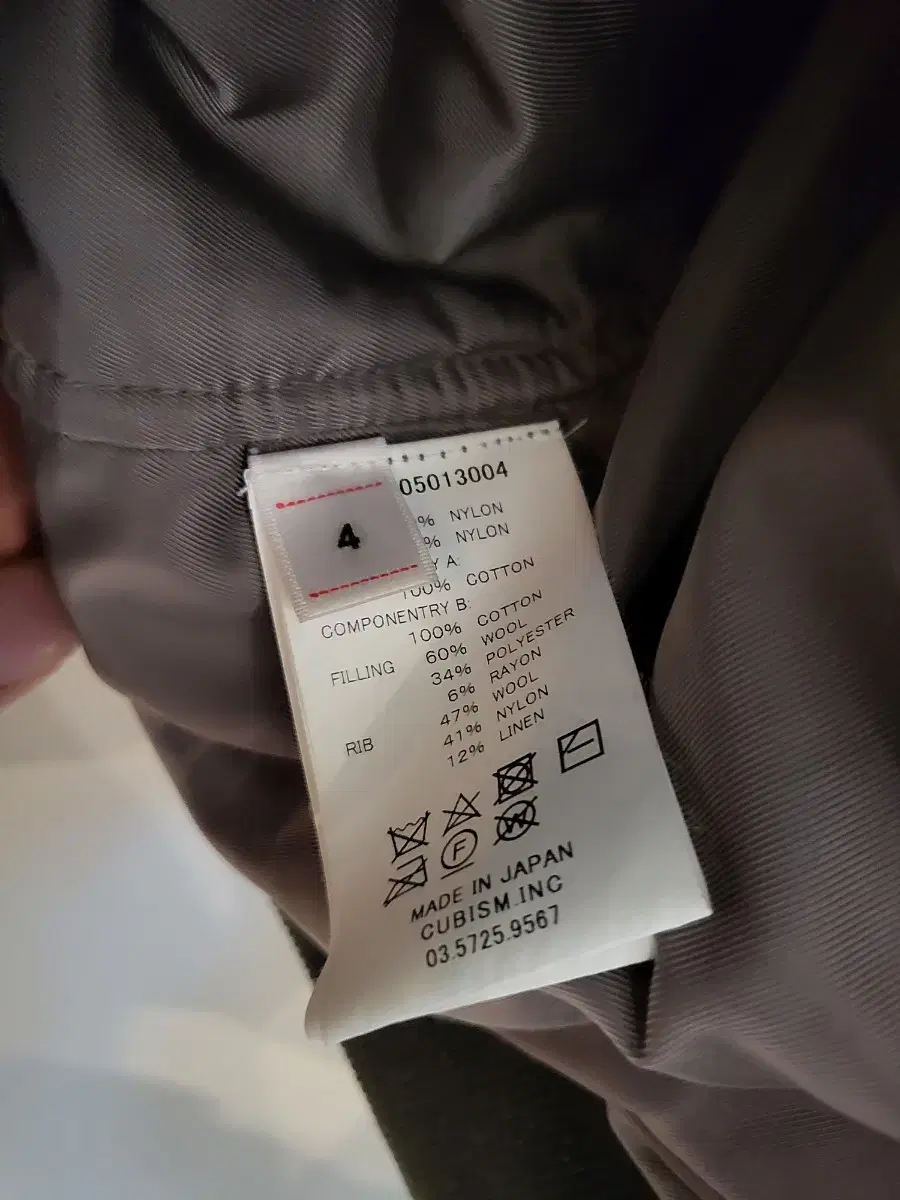 4
05013004
% NYLON
% NYLON
Y A:
100% COTTON
COMPONENTRY B:
100% COTTON
FILLING 60% WOOL
34% POLYESTER
6% RAYON
RIB 47% WOOL
41% NYLON
12% LINEN
F
W
MADE IN JAPAN
CUBISM.INC
03.5725.9567